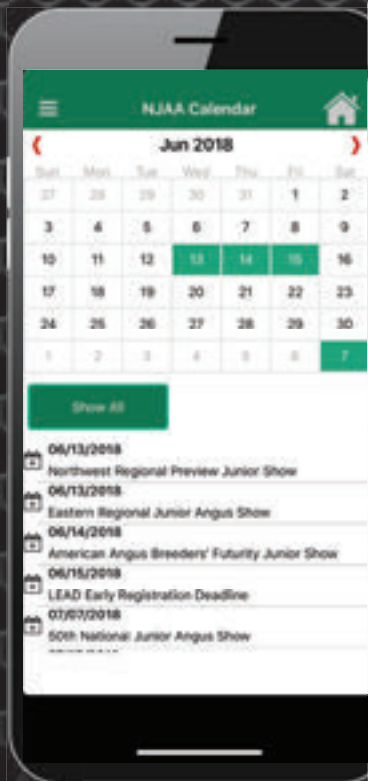 NJAA Calendar
Jun 2018
Sun Mon Tue Wed Thu Fri Sat
27 28 29 30 31 1 2
3 4 5 6 7 8 9
10 11 12 13 14 15 16
17 18 19 20 21 22 23
24 25 26 27 28 29 30
1 2 3 4 5 6 7
Show All
06/13/2018
Northwest Regional Preview Junior Show
06/13/2018
Eastern Regional Junior Angus Show
06/14/2018
American Angus Breeders' Futurity Junior Show
06/15/2018
LEAD Early Registration Deadline
07/07/2018
50th National Junior Angus Show